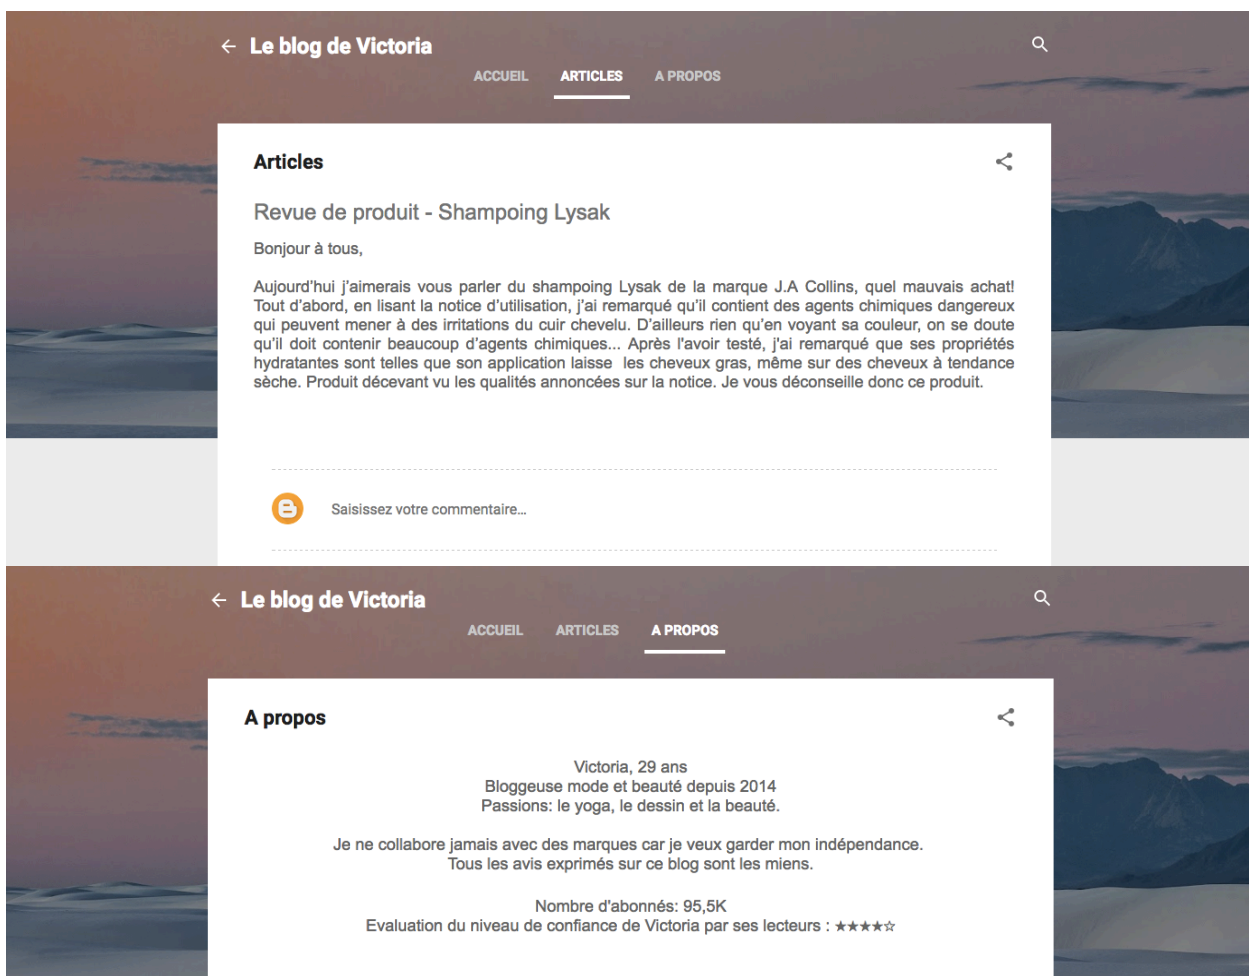 Le blog de Victoria
ACCUEIL ARTICLES A PROPOS
Articles
Revue de produit - Shampoing Lysak
Bonjour à tous,
Aujourd'hui j'aimerais vous parler du shampoing Lysak de la marque J.A Collins, quel mauvais achat!
Tout d'abord, en lisant la notice d'utilisation, j'ai remarqué qu'il contient des agents chimiques dangereux
qui peuvent mener à des irritations du cuir chevelu. D'ailleurs rien qu'en voyant sa couleur, on se doute
qu'il doit contenir beaucoup d'agents chimiques... Après l'avoir testé, j'ai remarqué que ses propriétés
hydratantes sont telles que son application laisse les cheveux gras, même sur des cheveux à tendance
sèche. Produit décevant vu les qualités annoncées sur la notice. Je vous déconseille donc ce produit.
Saisissez votre commentaire...
Le blog de Victoria
ACCUEIL ARTICLES A PROPOS
A propos
Victoria, 29 ans
Bloggeuse mode et beauté depuis 2014
Passions: le yoga, le dessin et la beauté.
Je ne collabore jamais avec des marques car je veux garder mon indépendance.
Tous les avis exprimés sur ce blog sont les miens.
Nombre d'abonnés: 95,5K
Evaluation du niveau de confiance de Victoria par ses lecteurs : ★★★★☆